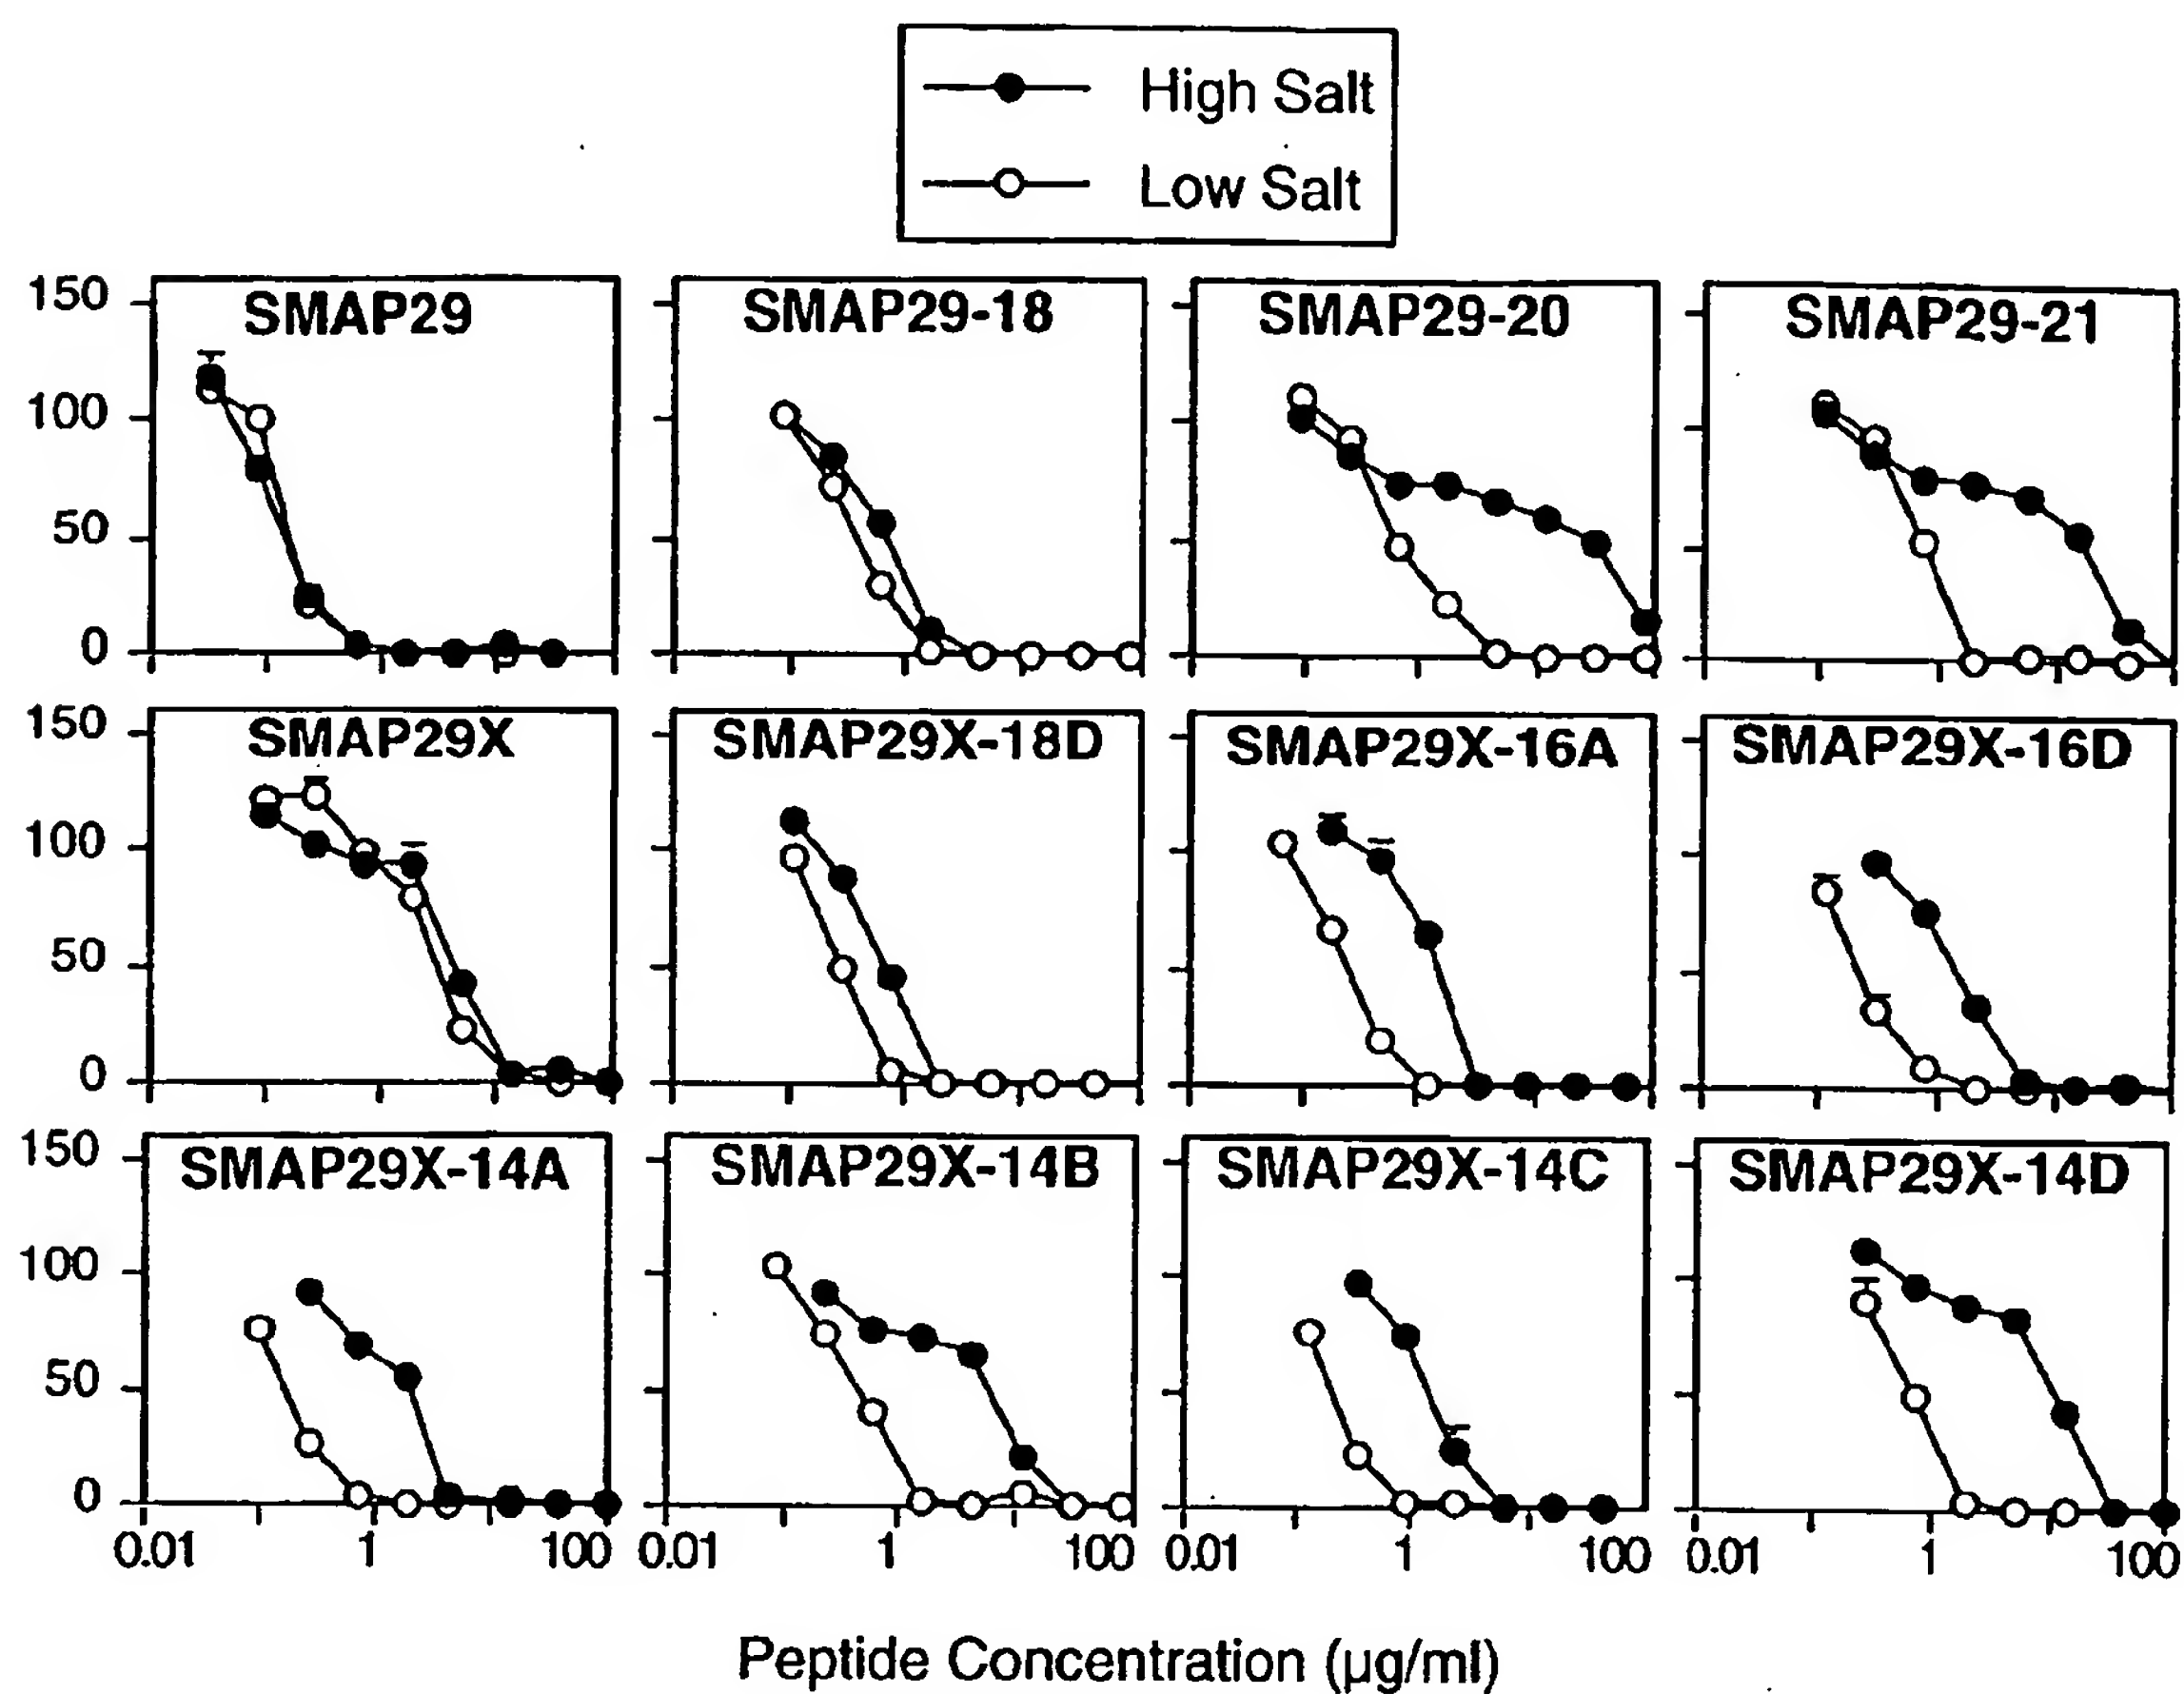 High Salt
Low Salt
SMAP29 SMAP29-18 SMAP29-20 SMAP29-21
150
100
50
0
SMAP29X SMAP29X-18D SMAP29X-16A SMAP29X-16D
150
100
50
0
SMAP29X-14A SMAP29X-14B SMAP29X-14C SMAP29X-14D
150
100
50
0
0.01 1 100 0.01 1 100 0.01 1 100 0.01 1 100
Peptide Concentration (µg/ml)